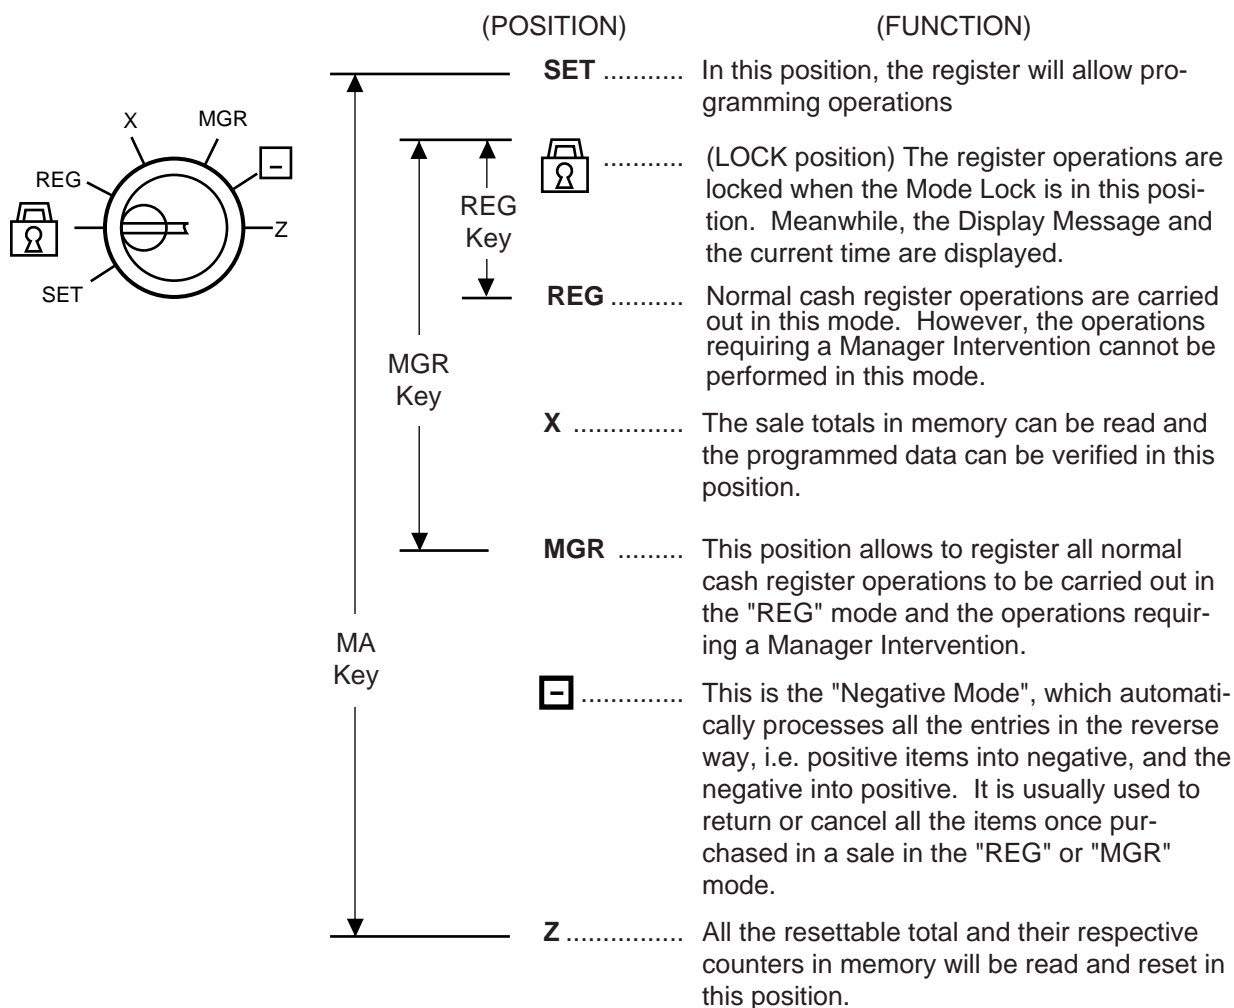 (POSITION) (FUNCTION)
SET ........... In this position, the register will allow pro-
gramming operations
X MGR
REG
−
Z
SET
........... (LOCK position) The register operations are
locked when the Mode Lock is in this posi-
tion. Meanwhile, the Display Message and
the current time are displayed.
REG
Key
REG .......... Normal cash register operations are carried
out in this mode. However, the operations
requiring a Manager Intervention cannot be
performed in this mode.
MGR
Key
X ............... The sale totals in memory can be read and
the programmed data can be verified in this
position.
MGR ......... This position allows to register all normal
cash register operations to be carried out in
the "REG" mode and the operations requir-
ing a Manager Intervention.
MA
Key
− .............. This is the "Negative Mode", which automati-
cally processes all the entries in the reverse
way, i.e. positive items into negative, and the
negative into positive. It is usually used to
return or cancel all the items once pur-
chased in a sale in the "REG" or "MGR"
mode.
Z ................ All the resettable total and their respective
counters in memory will be read and reset in
this position.